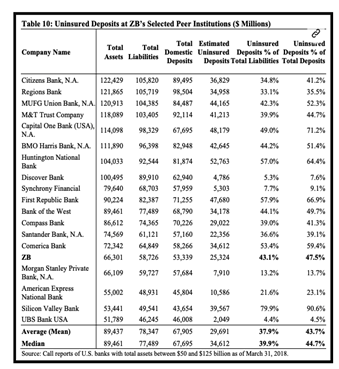 Table 10: Uninsured Deposits at ZB's Selected Peer Institutions ($ Millions)
Company Name Total Assets Total Liabilities Total Domestic Deposits Estimated Uninsured Deposits Uninsured Deposits % of Total Liabilities Uninsured Deposits % of Total Deposits
Citizens Bank, N.A. 122,429 105,820 89,495 36,829 34.8% 41.2%
Regions Bank 121,865 105,719 98,504 34,958 33.1% 35.5%
MUFG Union Bank, N.A. 120,913 104,385 84,487 44,165 42.3% 52.3%
M&T Trust Company 118,089 103,405 92,114 41,213 39.9% 44.7%
Capital One Bank (USA), N.A. 114,098 98,329 67,695 48,179 49.0% 71.2%
BMO Harris Bank, N.A. 111,890 96,398 82,948 42,645 44.2% 51.4%
Huntington National Bank 104,033 92,544 81,874 52,763 57.0% 64.4%
Discover Bank 100,495 89,910 62,940 4,786 5.3% 7.6%
Synchrony Financial 79,640 68,703 57,959 5,303 7.7% 9.1%
First Republic Bank 90,224 82,387 71,255 47,680 57.9% 66.9%
Bank of the West 89,461 77,489 68,790 34,178 44.1% 49.7%
Compass Bank 86,612 74,365 70,226 29,022 39.0% 41.3%
Santander Bank, N.A. 74,569 61,121 57,160 22,356 36.6% 39.1%
Comerica Bank 72,342 64,849 58,266 34,612 53.4% 59.4%
ZB 66,301 58,726 53,339 25,324 43.1% 47.5%
Morgan Stanley Private Bank, N.A. 66,109 59,727 57,684 7,910 13.2% 13.7%
American Express National Bank 55,002 48,931 45,804 10,586 21.6% 23.1%
Silicon Valley Bank 53,441 49,541 43,654 39,567 79.9% 90.6%
UBS Bank USA 51,789 46,245 46,008 2,049 4.4% 4.5%
Average (Mean) 89,437 78,347 67,905 29,691 37.9% 43.7%
Median 89,461 77,489 67,695 34,612 39.9% 44.7%
Source: Call reports of U.S. banks with total assets between $50 and $125 billion as of March 31, 2018.